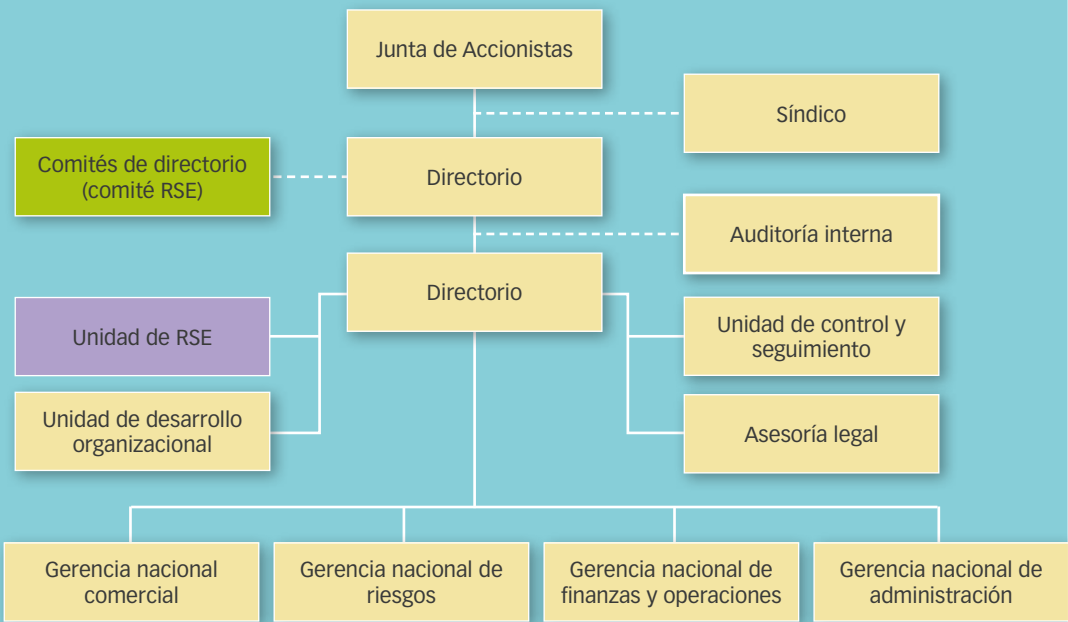 Junta de Accionistas
Síndico
Comités de directorio
(comité RSE)
Directorio
Auditoría interna
Directorio
Unidad de RSE
Unidad de control y
seguimiento
Unidad de desarrollo
organizacional
Asesoría legal
Gerencia nacional
comercial
Gerencia nacional de
riesgos
Gerencia nacional de
finanzas y operaciones
Gerencia nacional de
administración